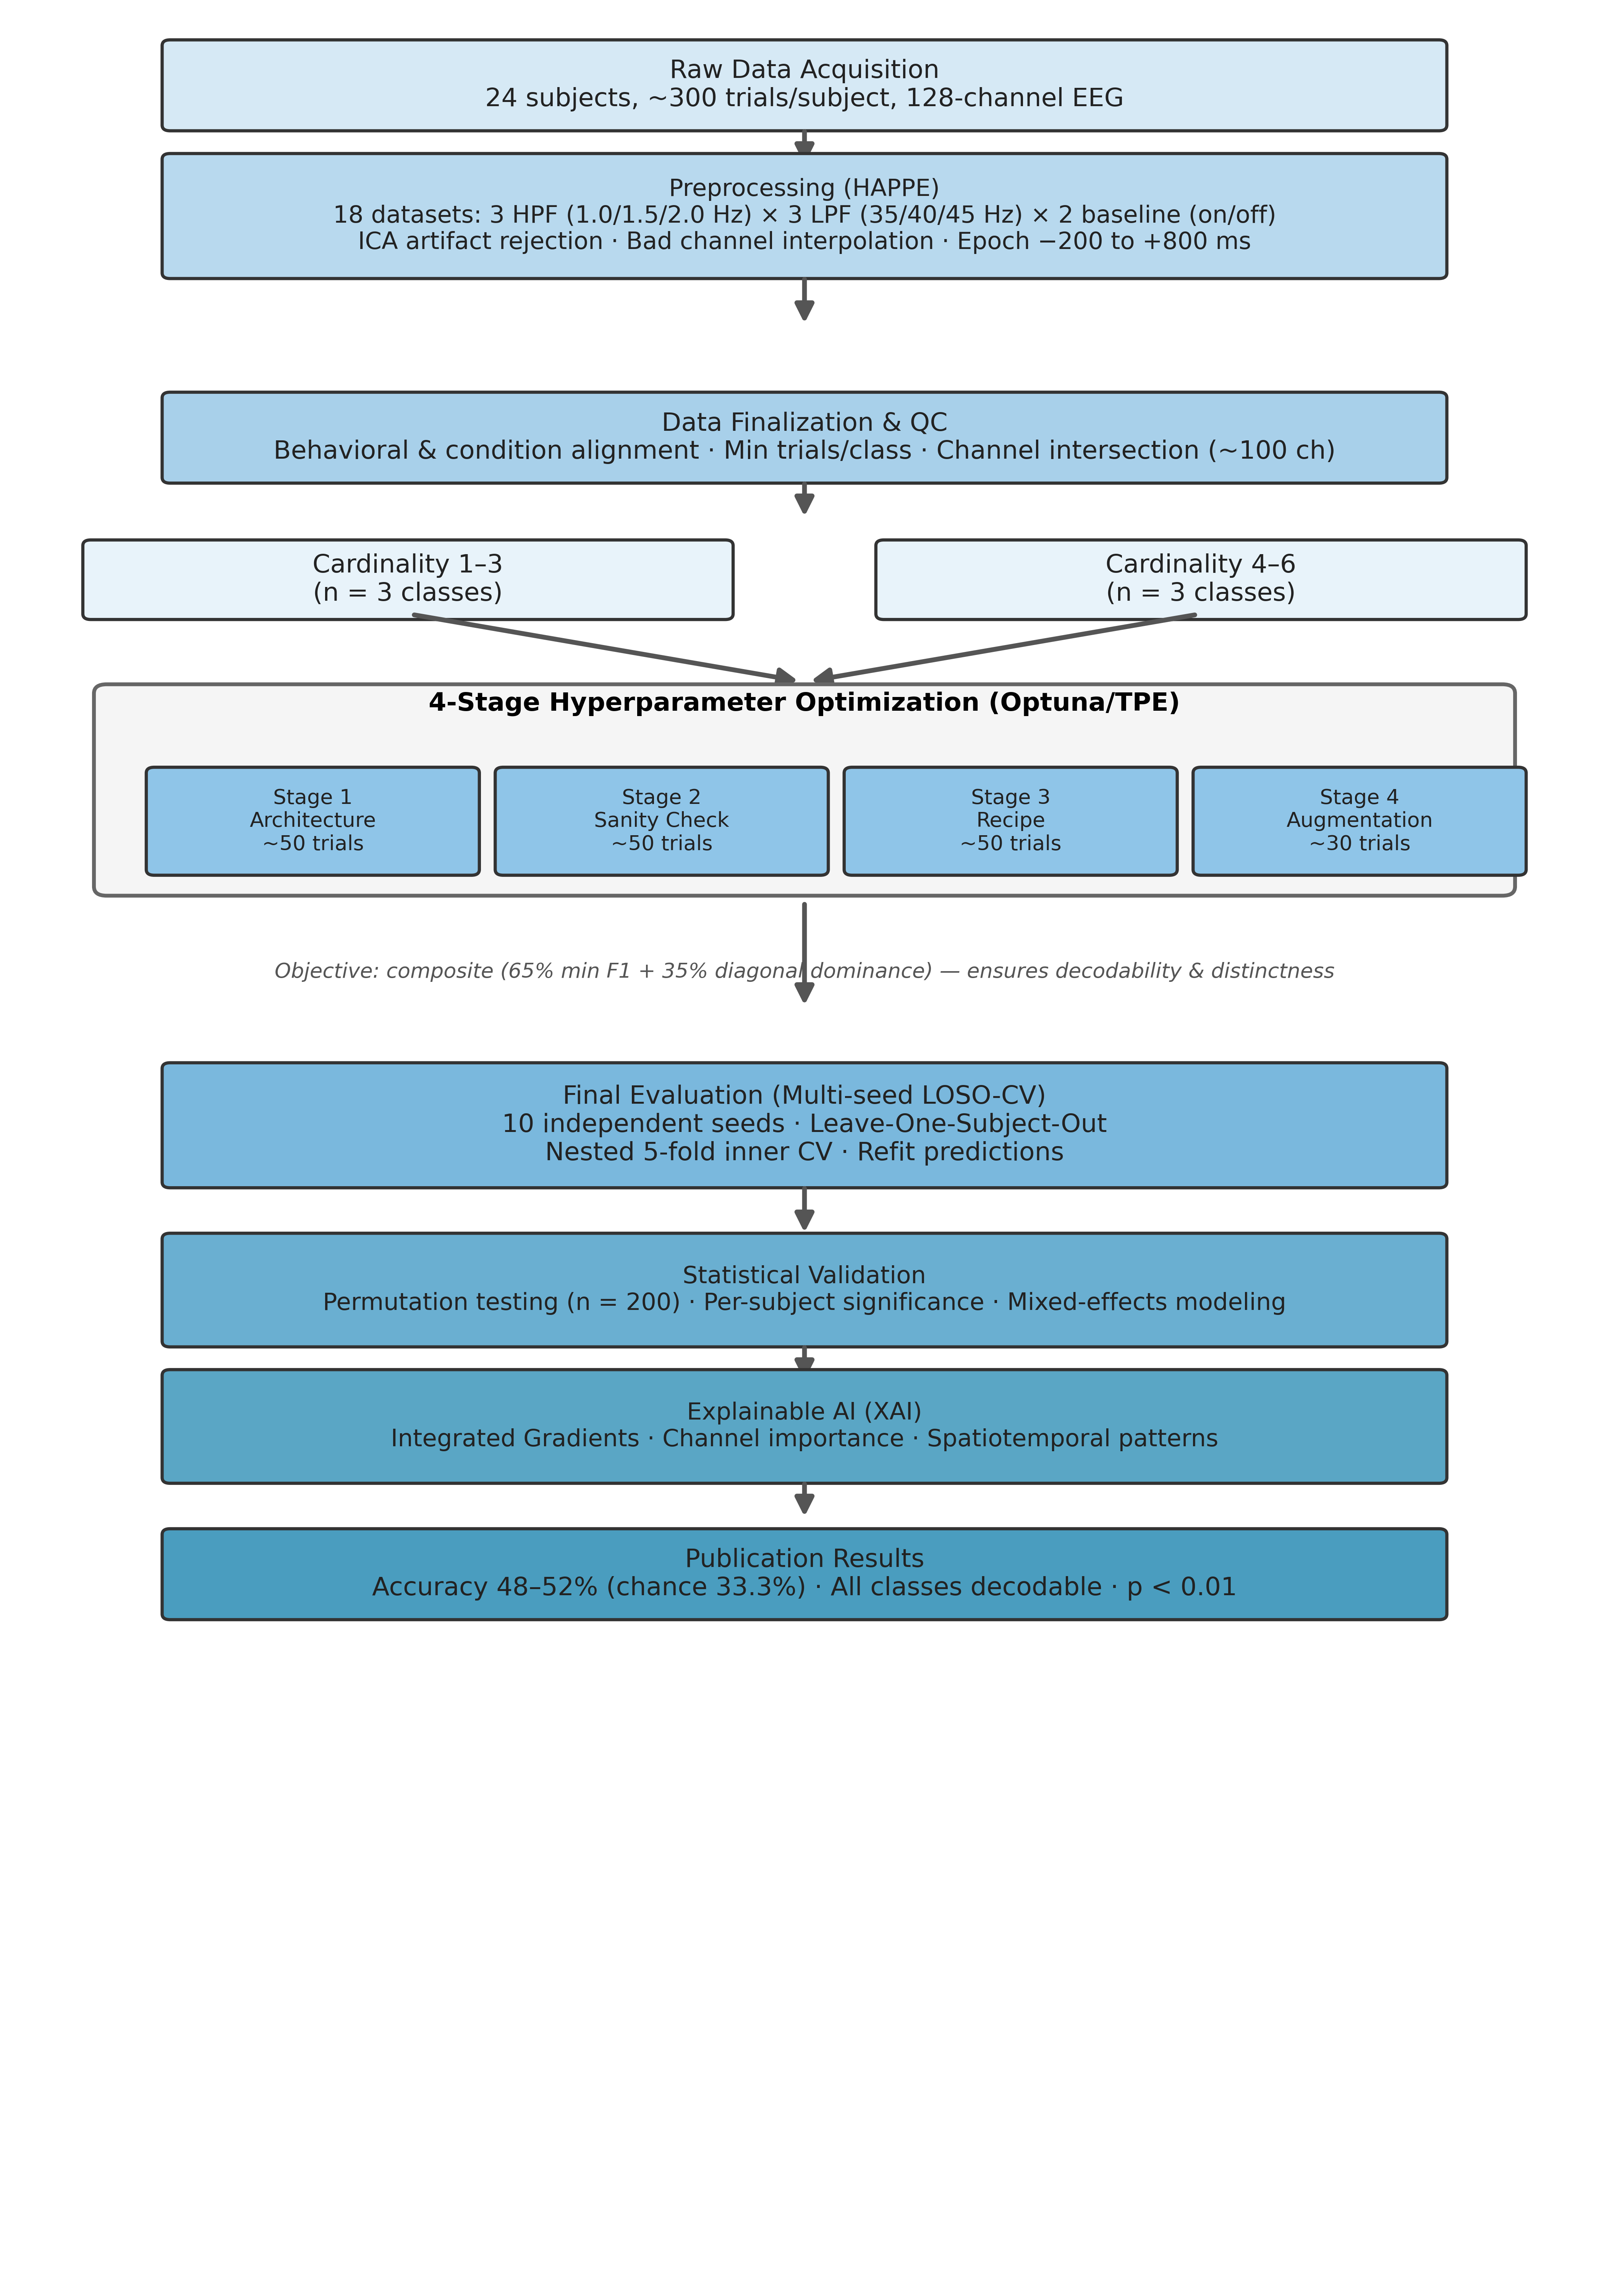 Raw Data Acquisition
24 subjects, ~300 trials/subject, 128-channel EEG
Preprocessing (HAPPE)
18 datasets: 3 HPF (1.0/1.5/2.0 Hz) × 3 LPF (35/40/45 Hz) × 2 baseline (on/off)
ICA artifact rejection · Bad channel interpolation · Epoch −200 to +800 ms
Data Finalization & QC
Behavioral & condition alignment · Min trials/class · Channel intersection (~100 ch)
Cardinality 1–3
(n = 3 classes)
Cardinality 4–6
(n = 3 classes)
4-Stage Hyperparameter Optimization (Optuna/TPE)
Stage 1
Architecture
~50 trials
Stage 2
Sanity Check
~50 trials
Stage 3
Recipe
~50 trials
Stage 4
Augmentation
~30 trials
Objective: composite (65% min F1 + 35% diagonal dominance) — ensures decodability & distinctness
Final Evaluation (Multi-seed LOSO-CV)
10 independent seeds · Leave-One-Subject-Out
Nested 5-fold inner CV · Refit predictions
Statistical Validation
Permutation testing (n = 200) · Per-subject significance · Mixed-effects modeling
Explainable AI (XAI)
Integrated Gradients · Channel importance · Spatiotemporal patterns
Publication Results
Accuracy 48–52% (chance 33.3%) · All classes decodable · p < 0.01